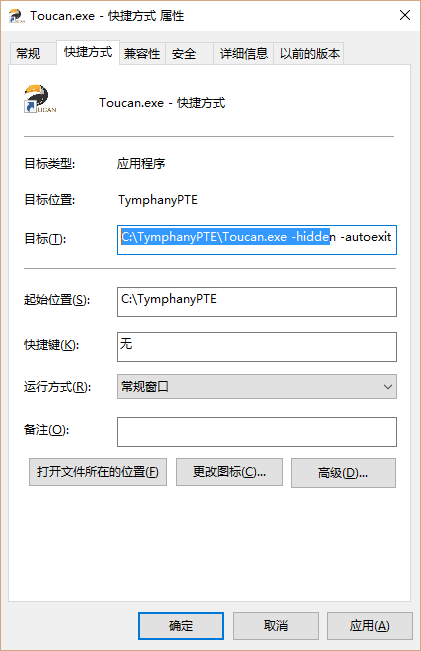 Toucan.exe - 快捷方式 属性
常规 快捷方式 兼容性 安全 详细信息 以前的版本
TOUCAN
Toucan.exe - 快捷方式
目标类型: 应用程序
目标位置: TymphanyPTE
目标(T): C:\TymphanyPTE\Toucan.exe -hidden -autoexit
起始位置(S): C:\TymphanyPTE
快捷键(K): 无
运行方式(R): 常规窗口
备注(O):
打开文件所在的位置(F) 更改图标(C)... 高级(D)...
确定 取消 应用(A)